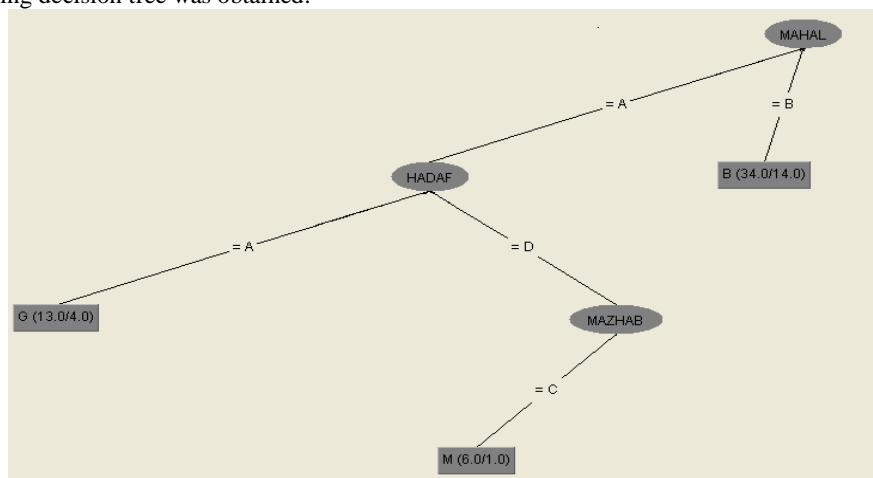 ing decision tree was obtained:
MAHAL
= A
= B
HADAF
B (34.0/14.0)
= A
= D
G (13.0/4.0)
MAZHAB
= C
M (6.0/1.0)